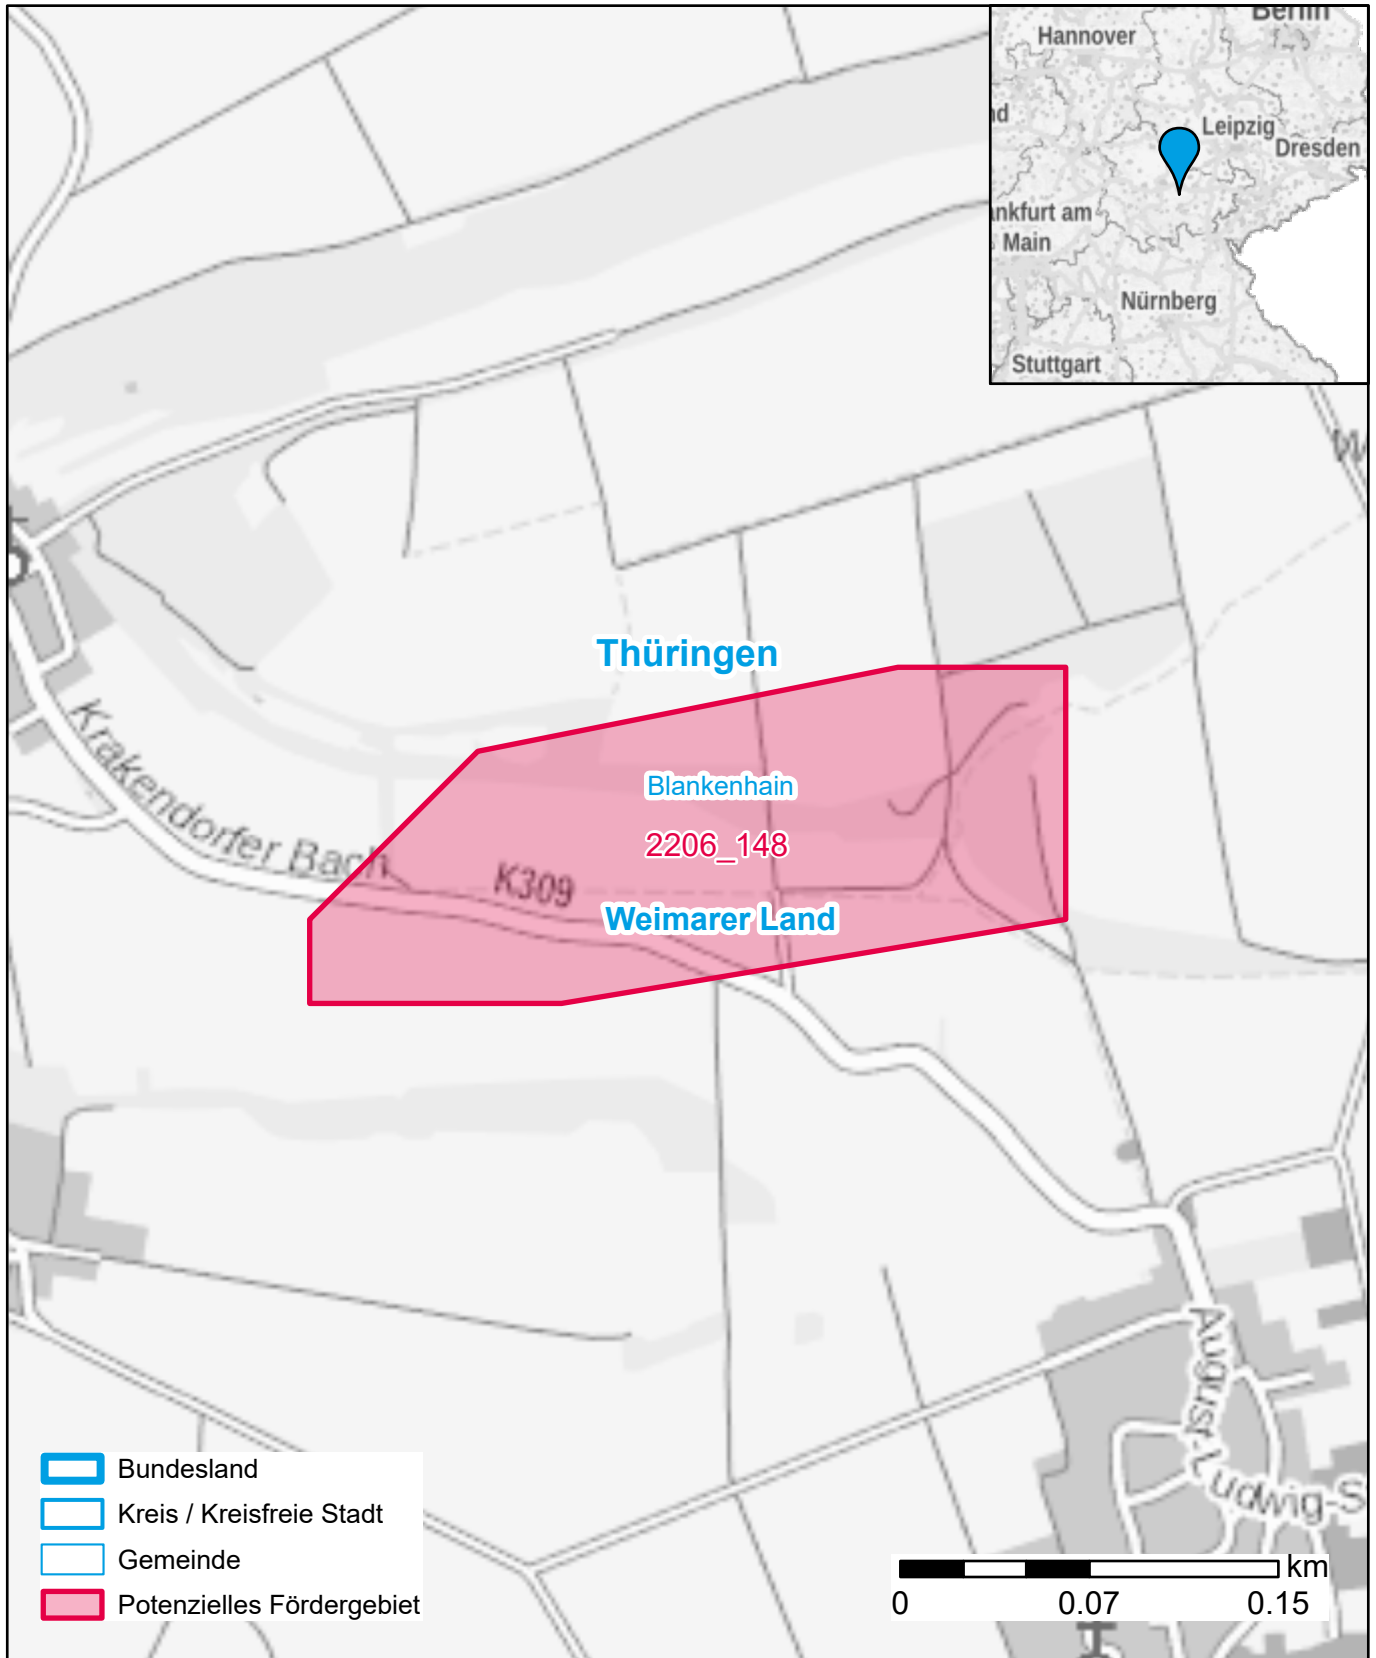 Berlin
Hannover
Leipzig
Dresden
ankfurt am
Main
Nürnberg
Stuttgart
Thüringen
Blankenhain
2206_148
Krakendorfer Bach
K309
Weimarer Land
August-Ludwig-S
Bundesland
Kreis / Kreisfreie Stadt
Gemeinde
Potenzielles Fördergebiet
km
0 0.07 0.15